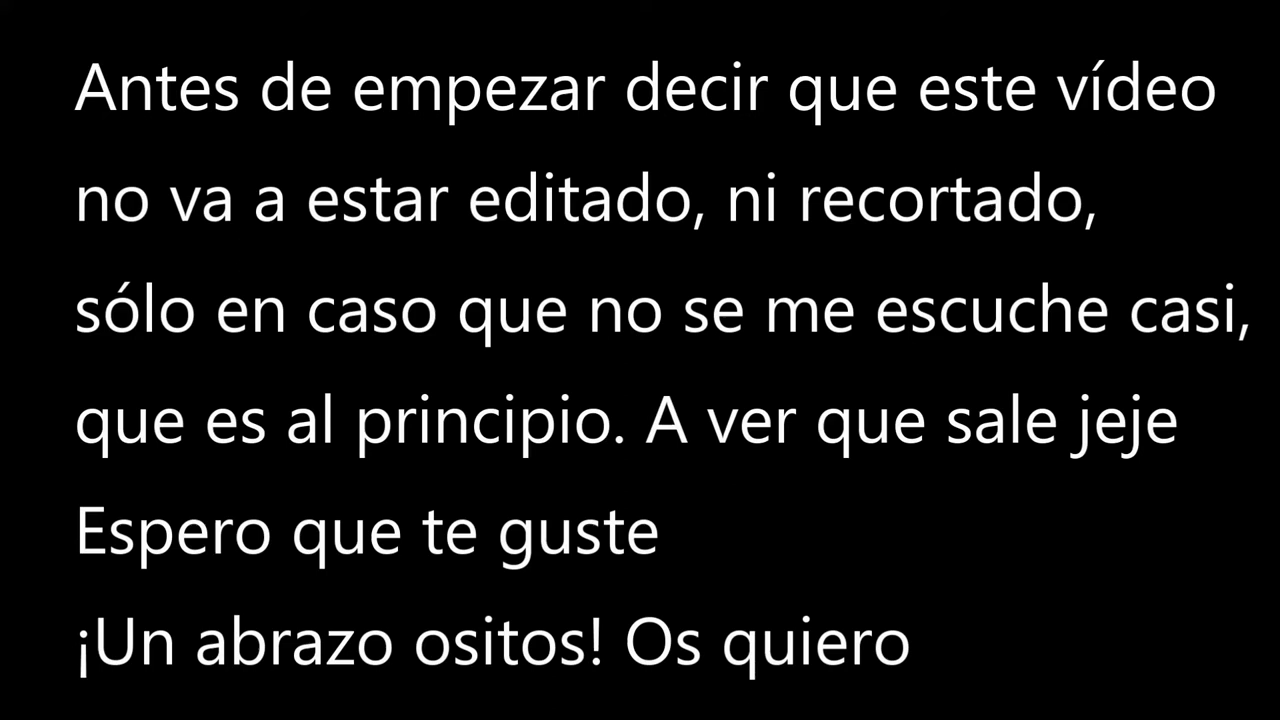 Antes de empezar decir que este vídeo
no va a estar editado, ni recortado,
sólo en caso que no se me escuche casi,
que es al principio. A ver que sale jeje
Espero que te guste
¡Un abrazo ositos! Os quiero